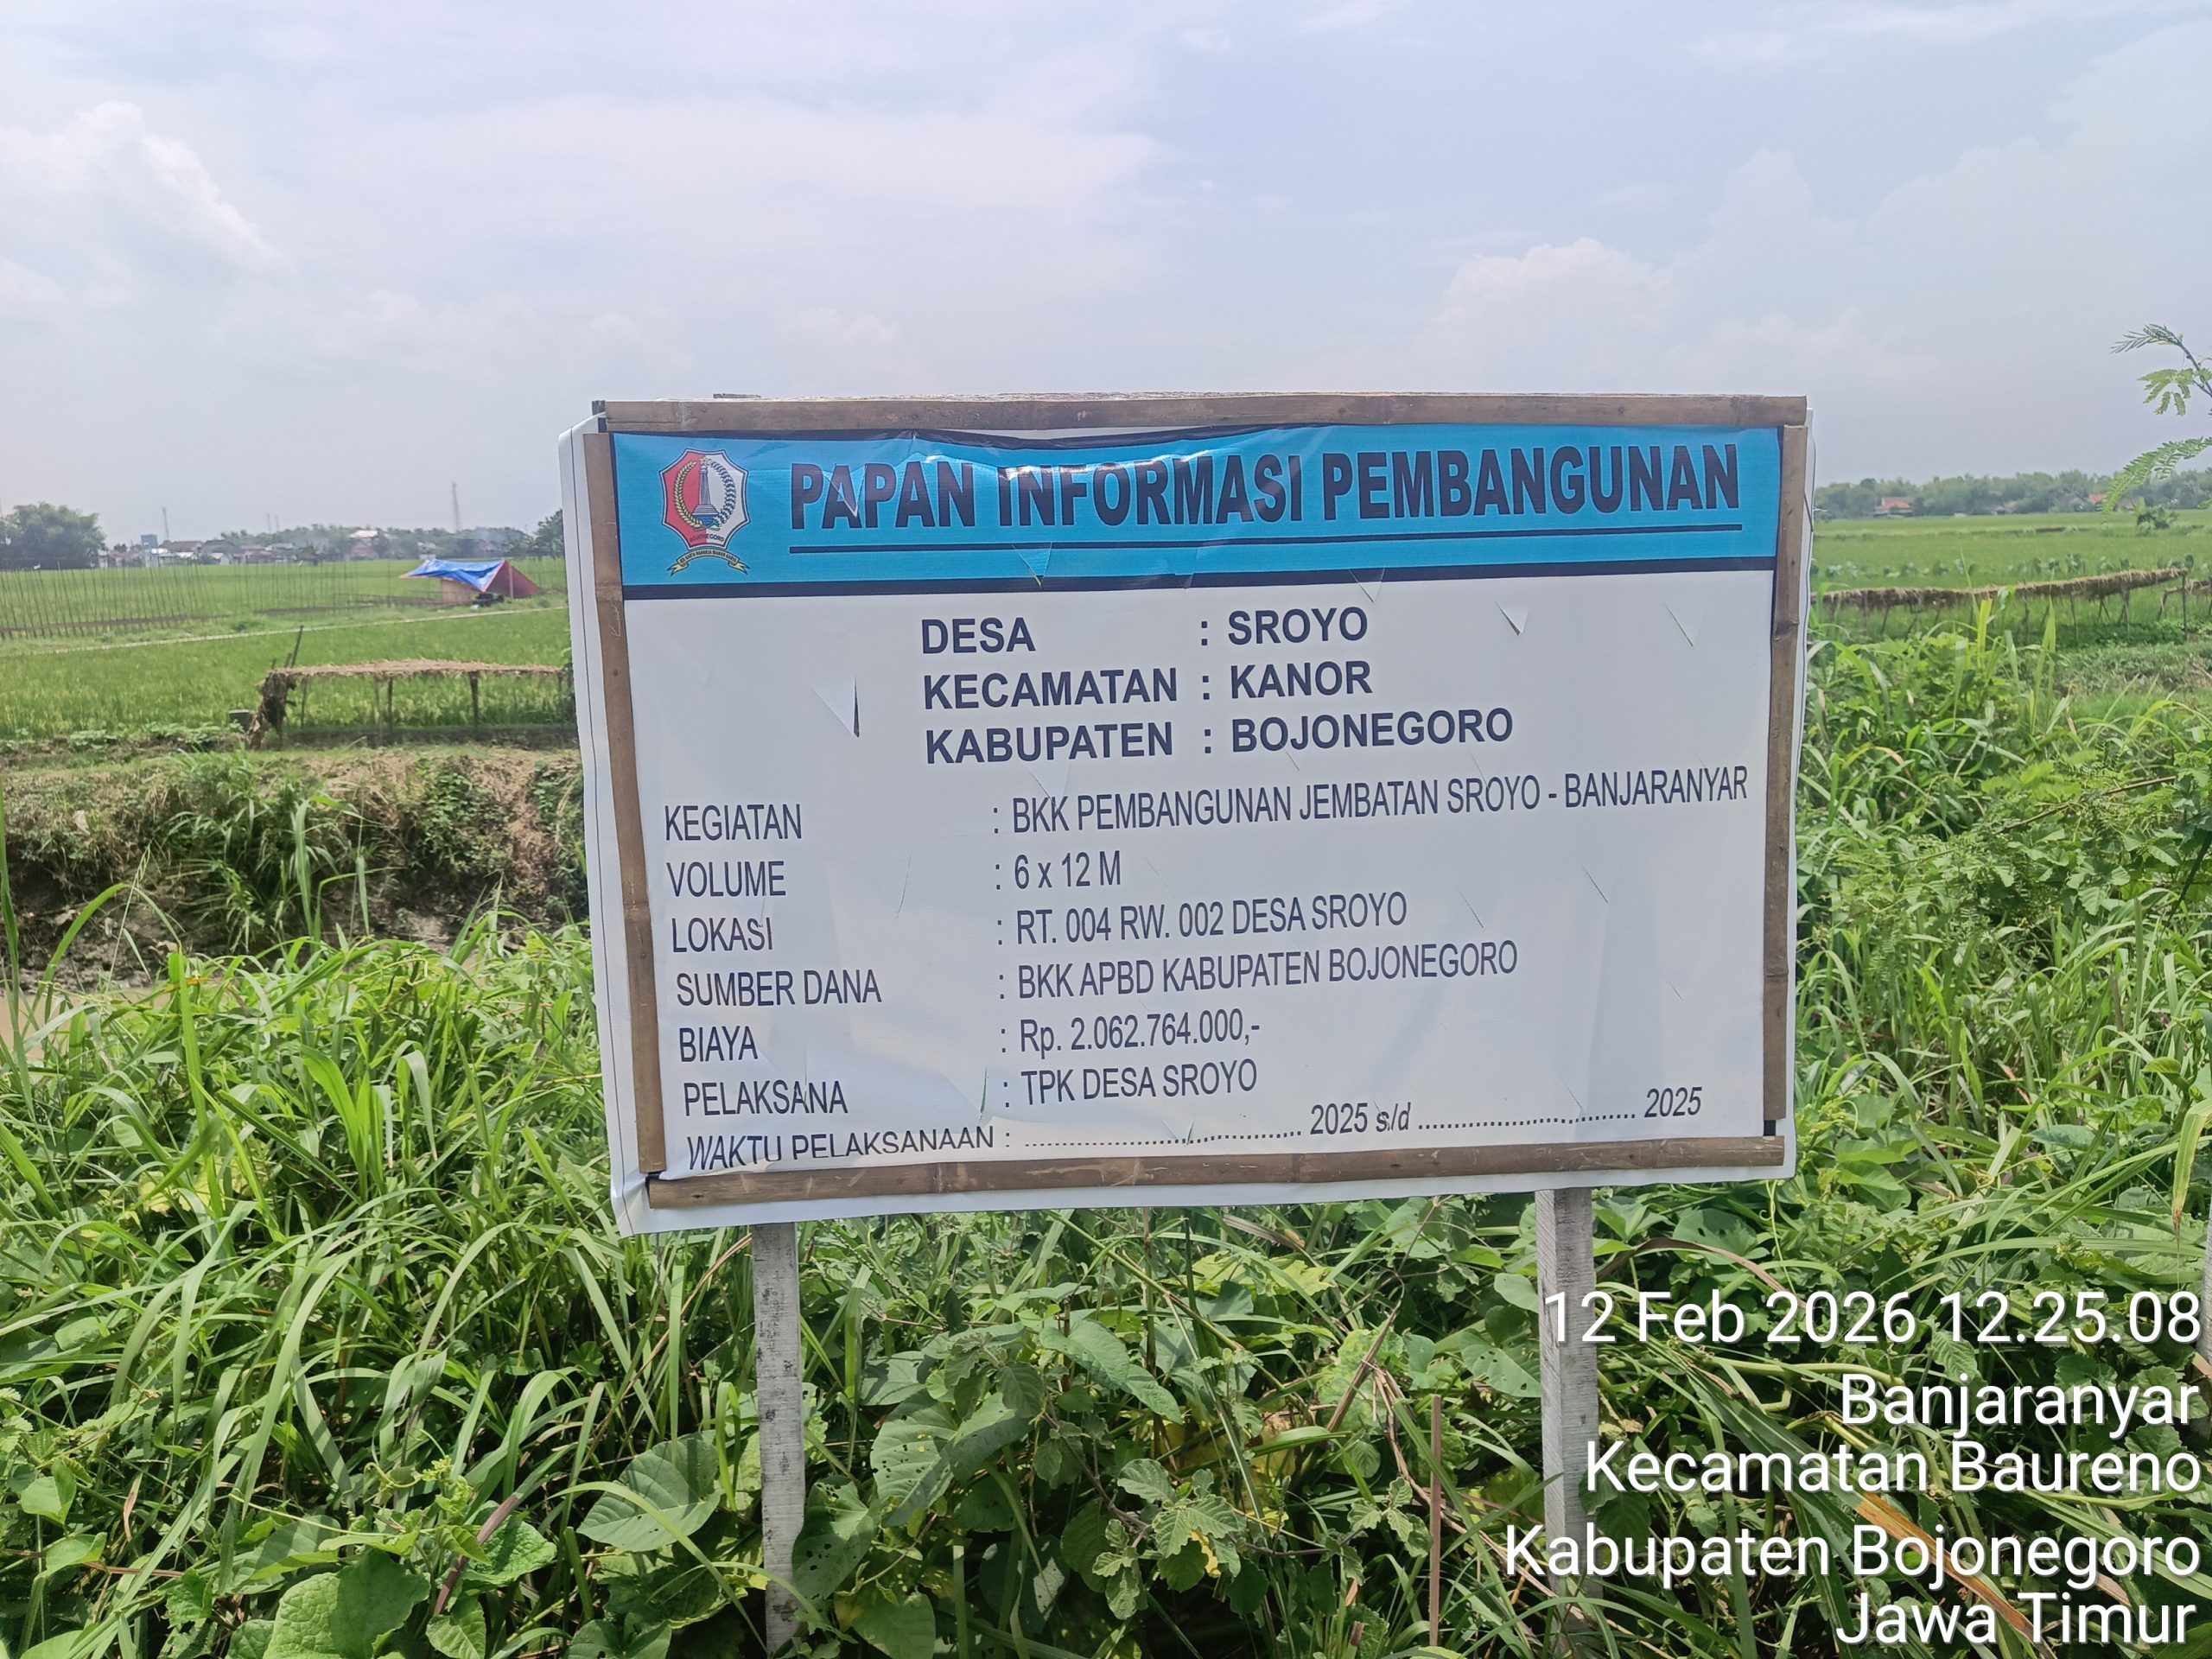 PAPAN INFORMASI PEMBANGUNAN
BOJONEGORO
DESA : SROYO
KECAMATAN : KANOR
KABUPATEN : BOJONEGORO
KEGIATAN : BKK PEMBANGUNAN JEMBATAN SROYO - BANJARANYAR
VOLUME : 6 x 12 M
LOKASI : RT. 004 RW. 002 DESA SROYO
SUMBER DANA : BKK APBD KABUPATEN BOJONEGORO
BIAYA : Rp. 2.062.764.000,-
PELAKSANA : TPK DESA SROYO
WAKTU PELAKSANAAN : .................................... 2025 s/d ............................ 2025
12 Feb 2026 12.25.08
Banjaranyar
Kecamatan Baureno
Kabupaten Bojonegoro
Jawa Timur